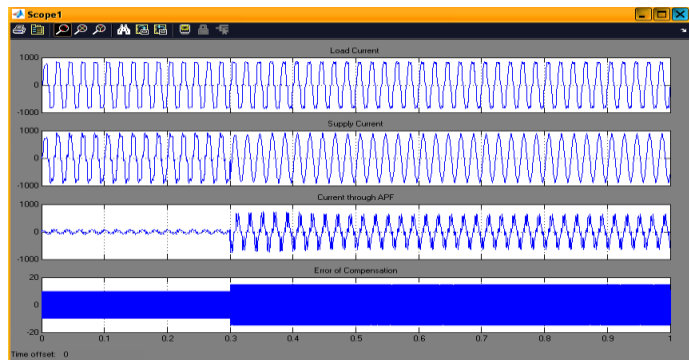 Scope1
Load Current
1000
0
-1000
Supply Current
1000
0
-1000
Current through APF
1000
0
-1000
Error of Compensation
20
0
-20
0 0.1 0.2 0.3 0.4 0.5 0.6 0.7 0.8 0.9 1
Time offset: 0